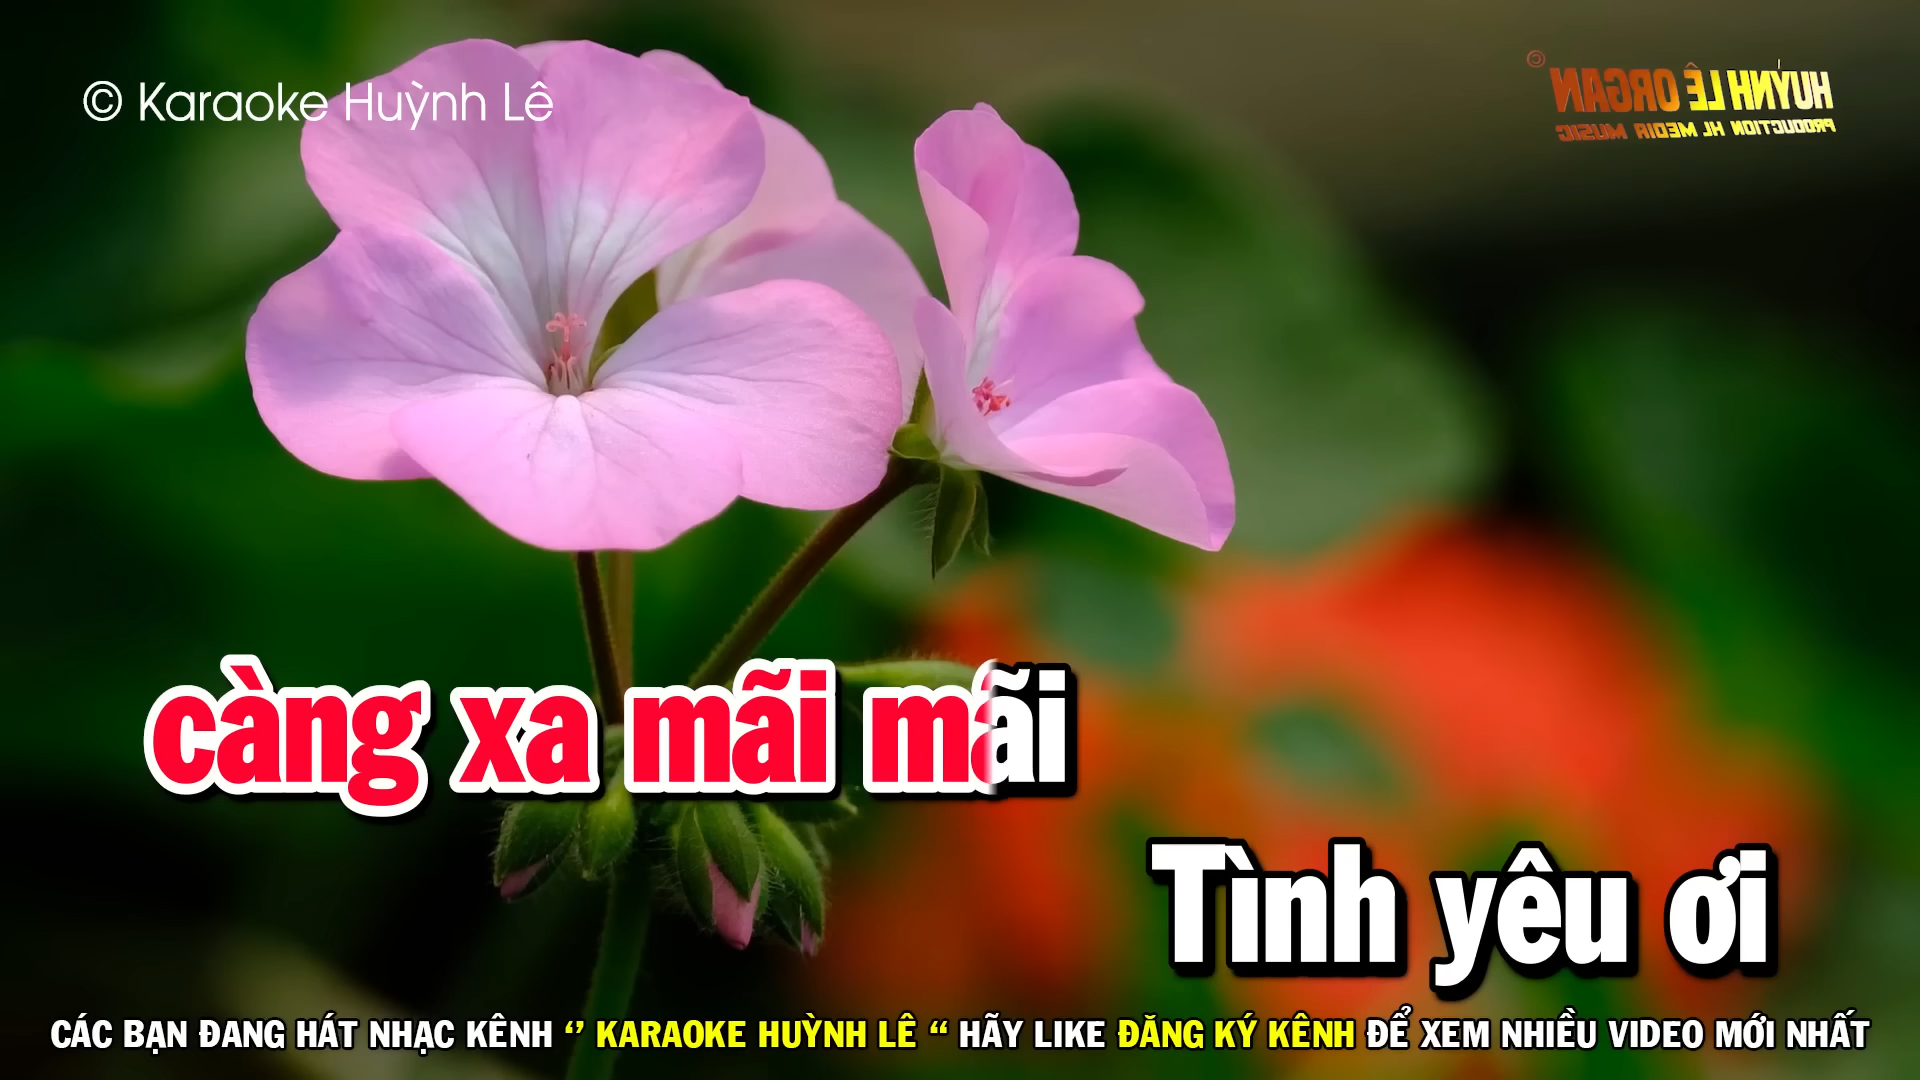 © Karaoke Huỳnh Lê
©
HUỲNH LÊ ORGAN
PRODUCTION HL MEDIA MUSIC
càng xa mãi mãi
Tình yêu ơi
CÁC BẠN ĐANG HÁT NHẠC KÊNH ‘’ KARAOKE HUỲNH LÊ “ HÃY LIKE ĐĂNG KÝ KÊNH ĐỂ XEM NHIỀU VIDEO MỚI NHẤT